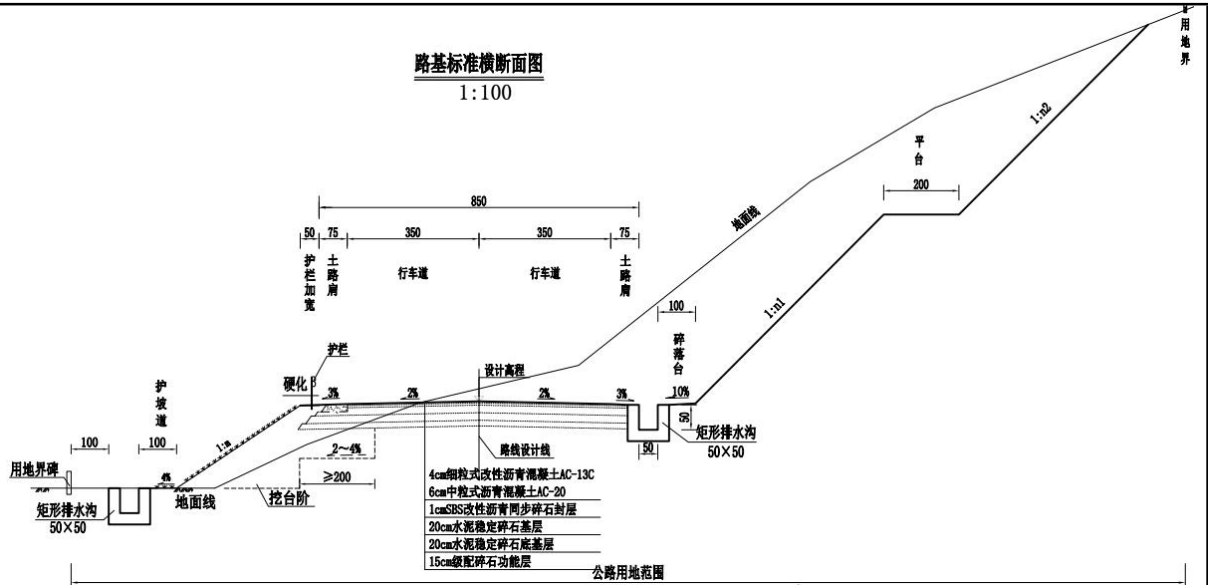 路基标准横断面图
1:100
用地界
1:n2
平台
200
850
地面线
50
75
350
350
75
护栏加宽
土路肩
行车道
行车道
土路肩
100
1:n1
碎落台
护栏
设计高程
硬化
护坡道
3%
2%
2%
3%
10%
50
矩形排水沟
50×50
100
100
1:m
50
路线设计线
2～4%
用地界碑
4%
≥200
4cm细粒式改性沥青混凝土AC-13C
6cm中粒式沥青混凝土AC-20
1cmSBS改性沥青同步碎石封层
20cm水泥稳定碎石基层
20cm水泥稳定碎石底基层
15cm级配碎石功能层
地面线
挖台阶
矩形排水沟
50×50
公路用地范围